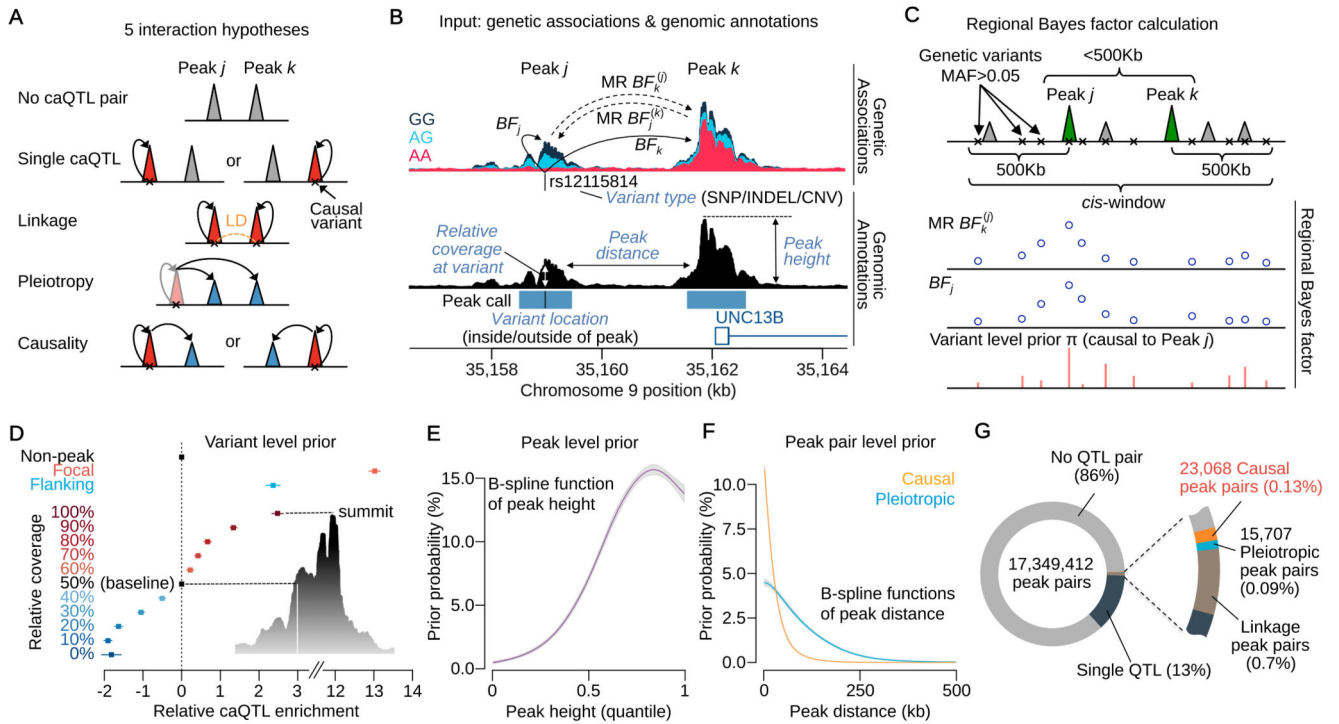 A
5 interaction hypotheses
Peak j Peak k
No caQTL pair
Single caQTL
or
Causal
variant
Linkage
LD
Pleiotropy
Causality
or
B
Input: genetic associations & genomic annotations
Peak j
Peak k
MR BF_k^(j)
MR BF_j^(k)
BF_j
BF_k
GG
AG
AA
rs12115814
Variant type (SNP/INDEL/CNV)
Genetic
Associations
Relative
coverage
at variant
Peak
distance
Peak
height
Peak call
Variant location
(inside/outside of peak)
UNC13B
Genomic
Annotations
35,158 35,160 35,162 35,164
Chromosome 9 position (kb)
C
Regional Bayes factor calculation
Genetic variants
MAF>0.05
<500Kb
Peak j
Peak k
500Kb
500Kb
cis-window
MR BF_k^(j)
BF_j
Variant level prior π (causal to Peak j)
Regional Bayes factor
D
Variant level prior
Non-peak
Focal
Flanking
Relative coverage
100%
90%
80%
70%
60%
50% (baseline)
40%
30%
20%
10%
0%
summit
-2 -1 0 1 2 3 12 13 14
Relative caQTL enrichment
E
Peak level prior
B-spline function
of peak height
Prior probability (%)
15.0
10.0
15.0
0.0
0 0.5 1
Peak height (quantile)
F
Peak pair level prior
Causal
Pleiotropic
B-spline functions
of peak distance
Prior probability (%)
10.0
5.0
0.0
0 250 500
Peak distance (kb)
G
No QTL pair
(86%)
17,349,412
peak pairs
Single QTL (13%)
23,068 Causal
peak pairs (0.13%)
15,707
Pleiotropic
peak pairs
(0.09%)
Linkage
peak pairs
(0.7%)